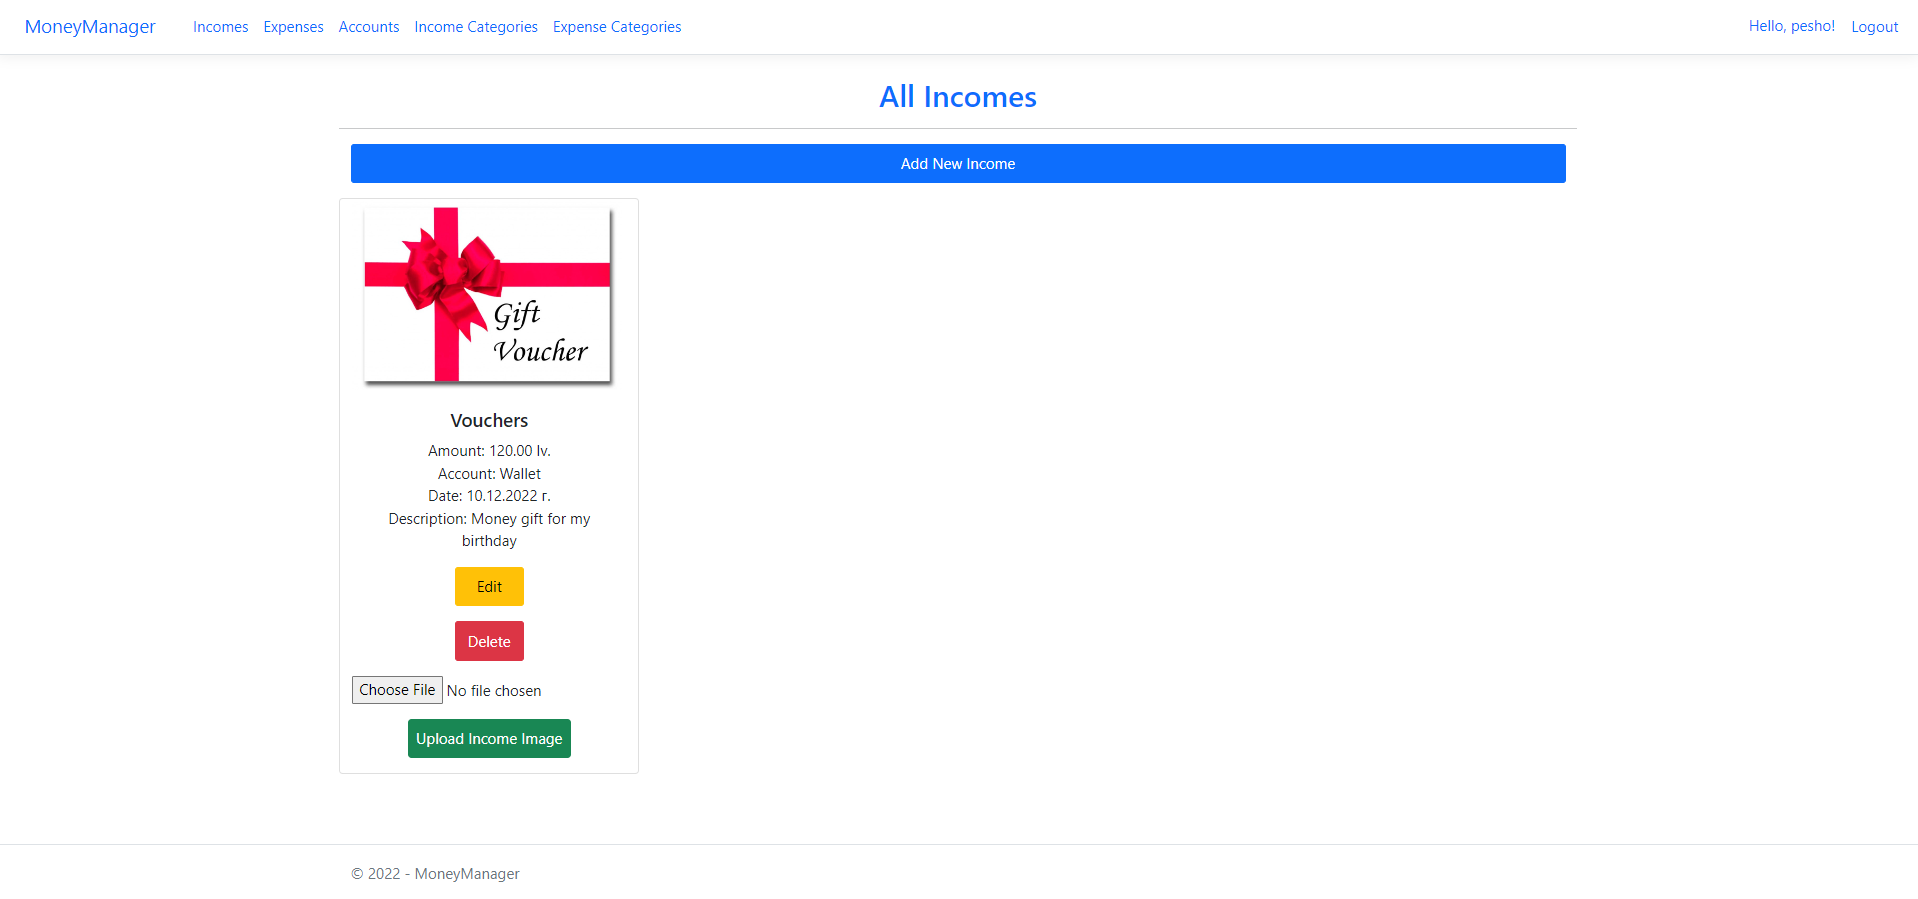 MoneyManager Incomes Expenses Accounts Income Categories Expense Categories Hello, pesho! Logout
All Incomes
Add New Income
Gift
Voucher
Vouchers
Amount: 120.00 lv.
Account: Wallet
Date: 10.12.2022 г.
Description: Money gift for my
birthday
Edit
Delete
Choose File No file chosen
Upload Income Image
© 2022 - MoneyManager